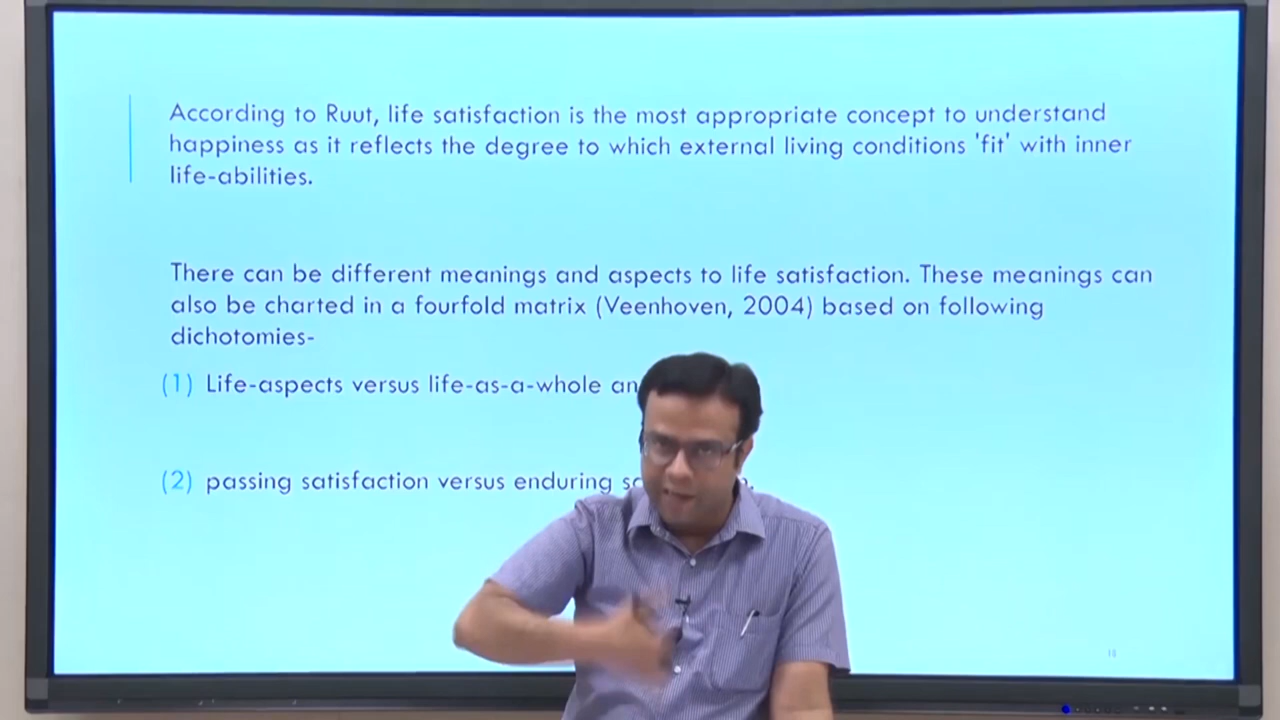 According to Ruut, life satisfaction is the most appropriate concept to understand
happiness as it reflects the degree to which external living conditions 'fit' with inner
life-abilities.
There can be different meanings and aspects to life satisfaction. These meanings can
also be charted in a fourfold matrix (Veenhoven, 2004) based on following
dichotomies-
(1) Life-aspects versus life-as-a-whole
(2) passing satisfaction versus enduring